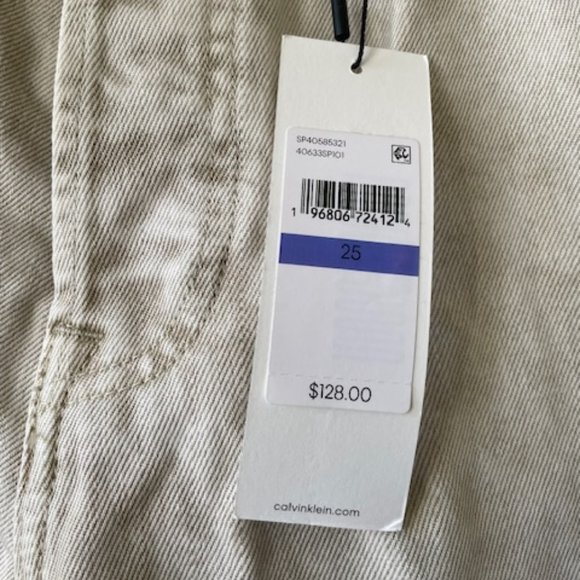 SP40585321
40633SP101
1 96806 72412 4
25
$128.00
calvinklein.com